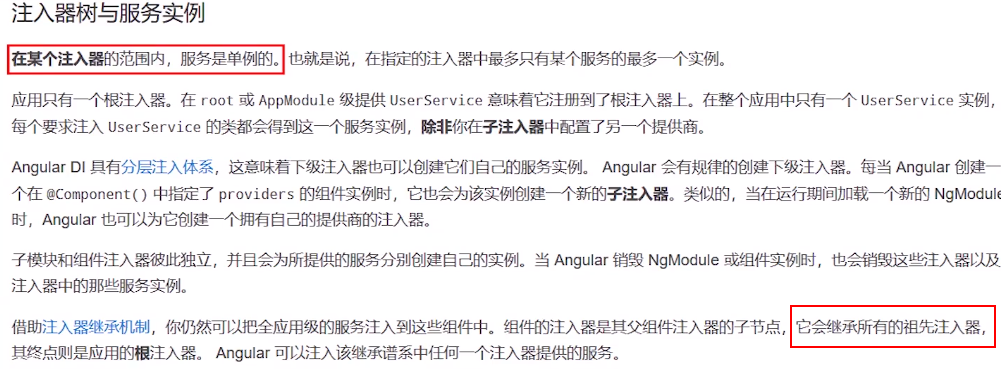 注入器树与服务实例
在某个注入器的范围内，服务是单例的。也就是说，在指定的注入器中最多只有某个服务的最多一个实例。
应用只有一个根注入器。在 root 或 AppModule 级提供 UserService 意味着它注册到了根注入器上。在整个应用中只有一个 UserService 实例，
每个要求注入 UserService 的类都会得到这一个服务实例，除非你在子注入器中配置了另一个提供商。
Angular DI 具有分层注入体系，这意味着下级注入器也可以创建它们自己的服务实例。 Angular 会有规律的创建下级注入器。每当 Angular 创建一
个在 @Component() 中指定了 providers 的组件实例时，它也会为该实例创建一个新的子注入器。类似的，当在运行期间加载一个新的 NgModule
时，Angular 也可以为它创建一个拥有自己的提供商的注入器。
子模块和组件注入器彼此独立，并且会为所提供的服务分别创建自己的实例。当 Angular 销毁 NgModule 或组件实例时，也会销毁这些注入器以及
注入器中的那些服务实例。
借助注入器继承机制，你仍然可以把全应用级的服务注入到这些组件中。组件的注入器是其父组件注入器的子节点，它会继承所有的祖先注入器，
其终点则是应用的根注入器。 Angular 可以注入该继承谱系中任何一个注入器提供的服务。